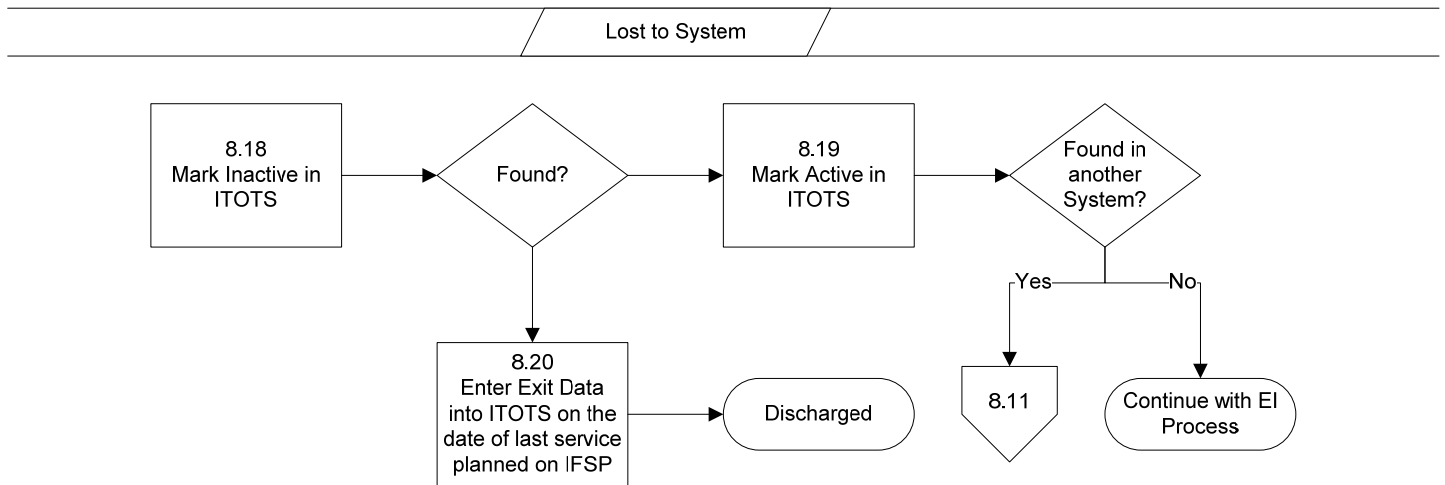 Lost to System
8.18
Mark Inactive in
ITOTS
Found?
8.19
Mark Active in
ITOTS
Found in
another
System?
Yes
No
8.20
Enter Exit Data
into ITOTS on the
date of last service
planned on IFSP
Discharged
8.11
Continue with EI
Process